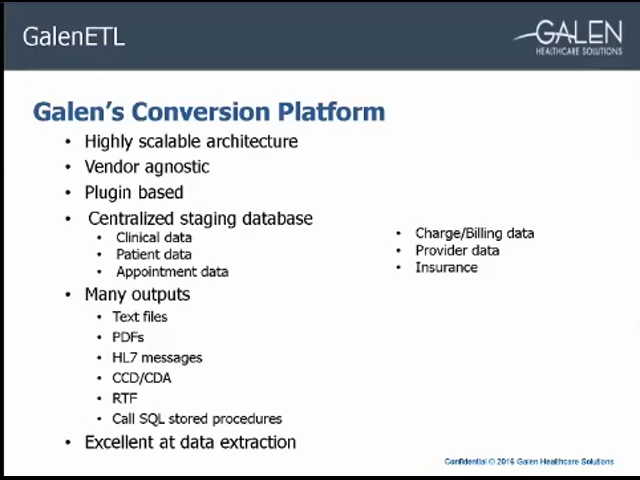 GalenETL
GALEN
HEALTHCARE SOLUTIONS
Galen's Conversion Platform
• Highly scalable architecture
• Vendor agnostic
• Plugin based
• Centralized staging database
• Clinical data
• Patient data
• Appointment data
• Charge/Billing data
• Provider data
• Insurance
• Many outputs
• Text files
• PDFs
• HL7 messages
• CCD/CDA
• RTF
• Call SQL stored procedures
• Excellent at data extraction
Confidential © 2016 Galen Healthcare Solutions